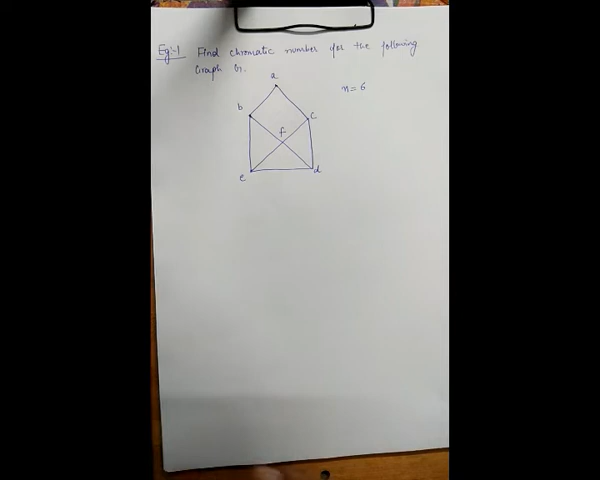 Eg:-1 Find chromatic number for the following
Graph G.
a
n = 6
b
c
f
e
d